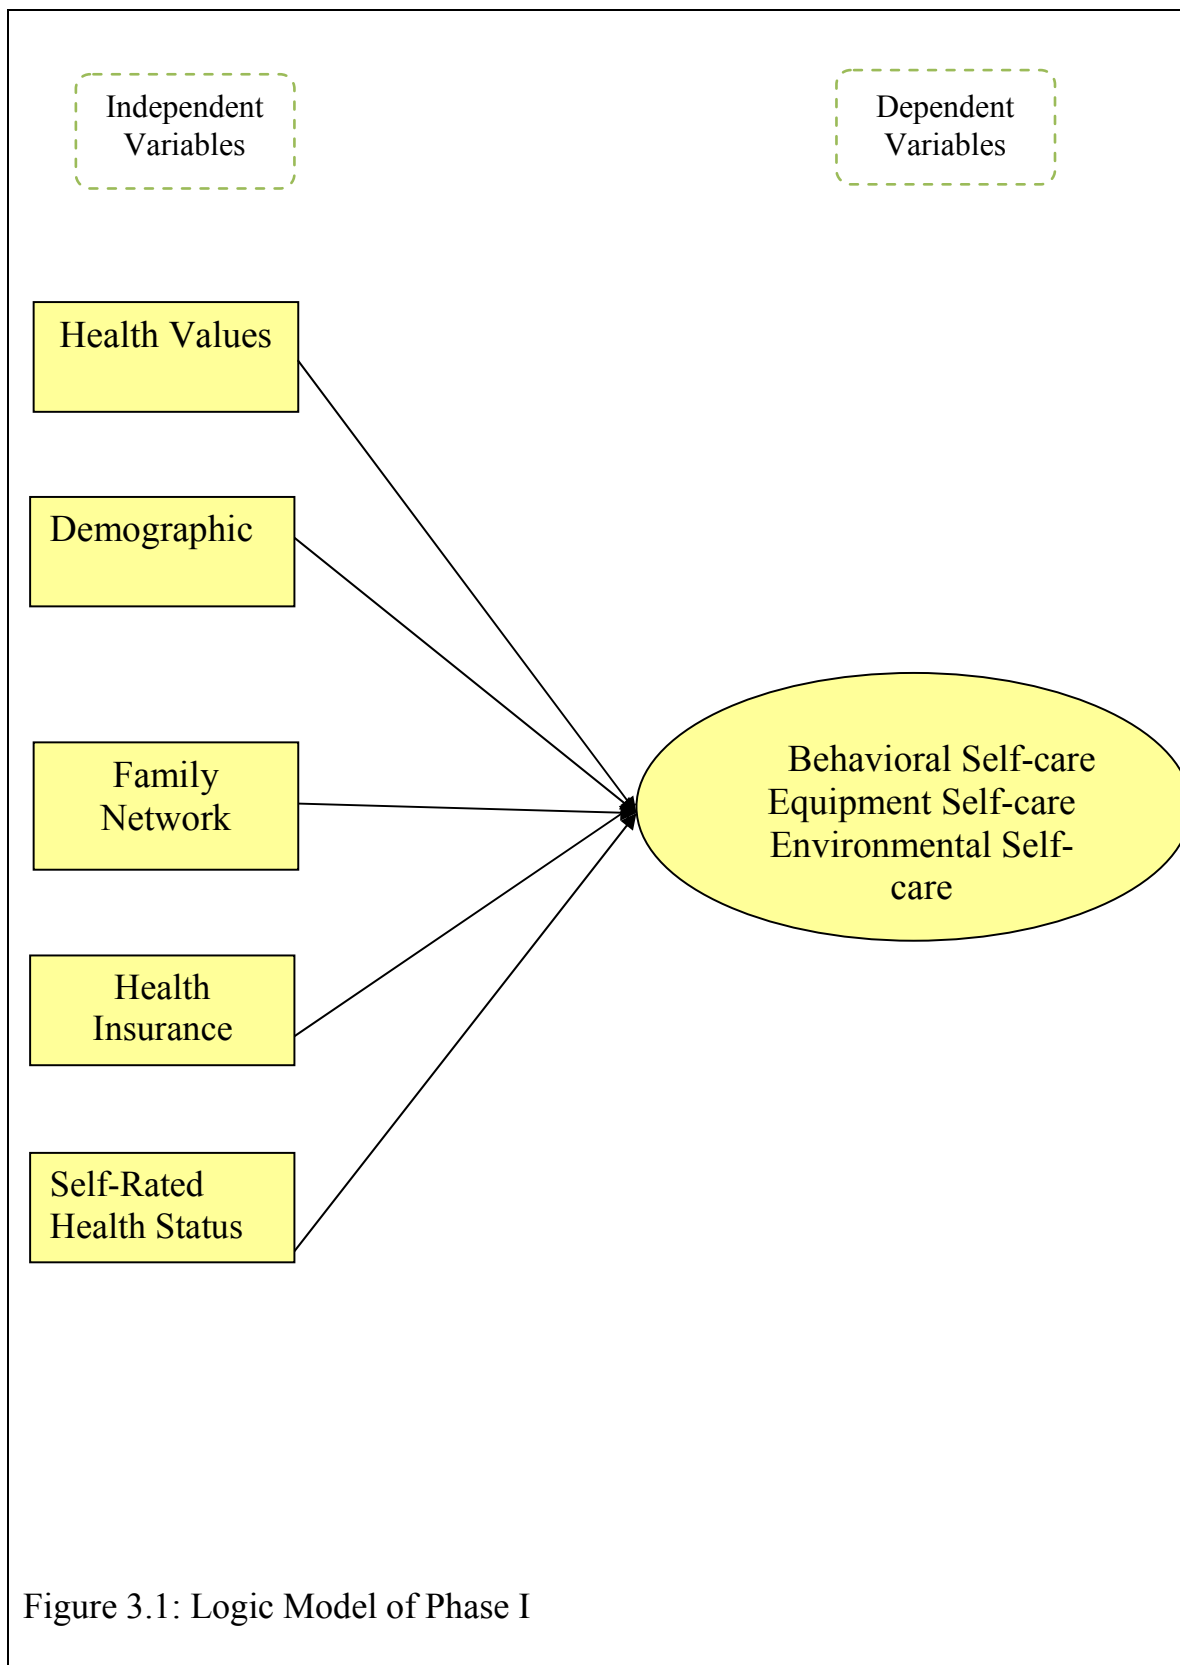 Independent
Variables
Dependent
Variables
Health Values
Demographic
Family
Network
Health
Insurance
Self-Rated
Health Status
Behavioral Self-care
Equipment Self-care
Environmental Self-
care
Figure 3.1: Logic Model of Phase I